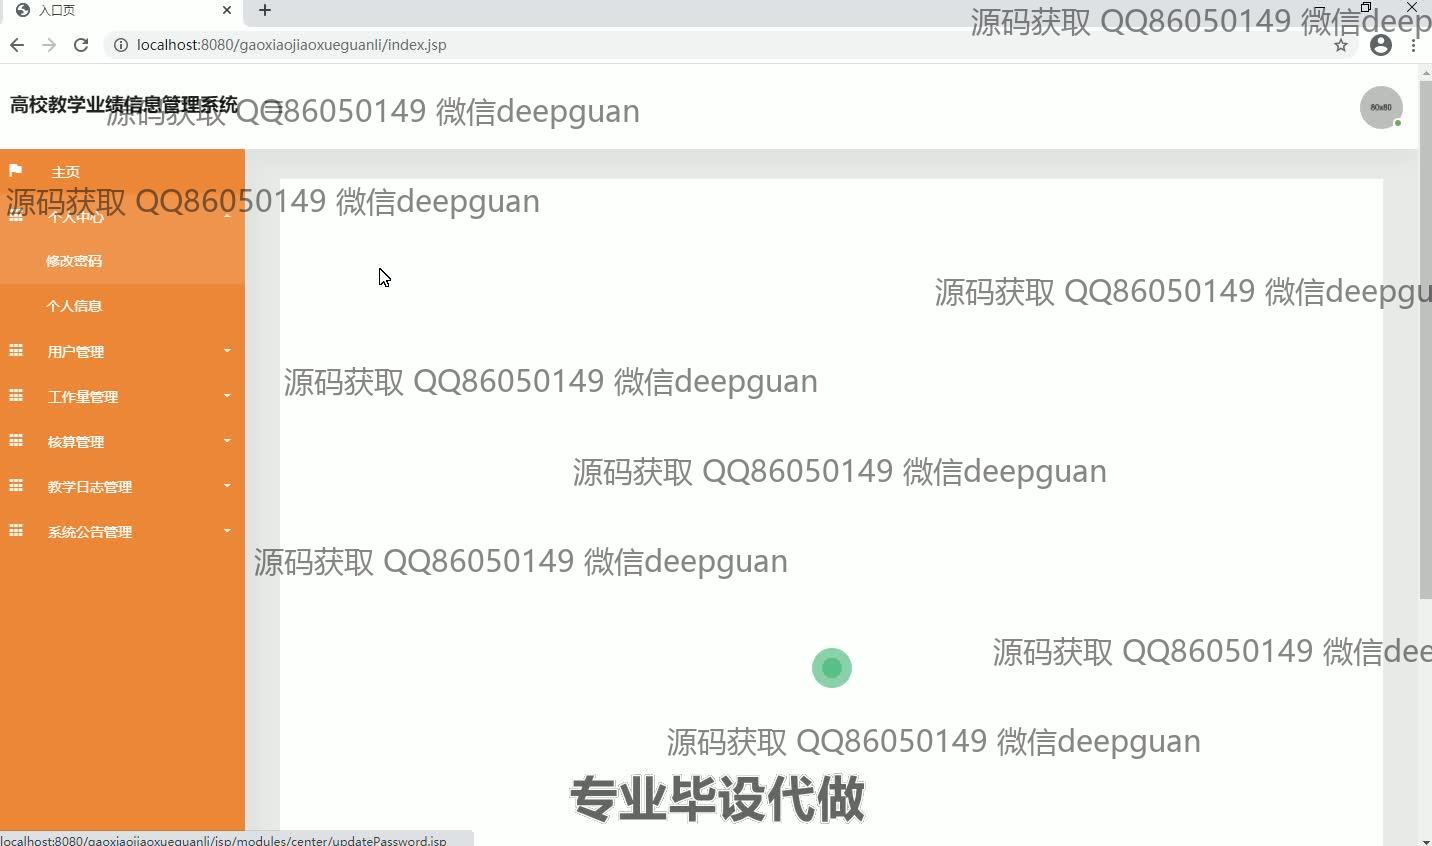 入口页
源码获取 QQ86050149 微信deep
localhost:8080/gaoxiaojiaoxueguanli/index.jsp
高校教学业绩信息管理系统
源码获取 QQ86050149 微信deepguan
80x80
主页
源码获取 QQ86050149 微信deepguan
个人中心
修改密码
源码获取 QQ86050149 微信deepgu
个人信息
用户管理
源码获取 QQ86050149 微信deepguan
工作量管理
核算管理
源码获取 QQ86050149 微信deepguan
教学日志管理
系统公告管理
源码获取 QQ86050149 微信deepguan
源码获取 QQ86050149 微信dee
源码获取 QQ86050149 微信deepguan
专业毕设代做
localhost:8080/gaoxiaojiaoxueguanli/jsp/modules/center/updatePassword.jsp